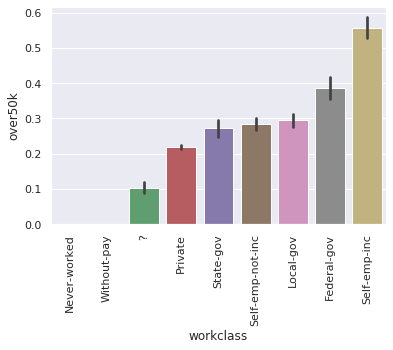 0.6
0.5
0.4
0.3
0.2
0.1
0.0
over50k
Never-worked
Without-pay
?
Private
State-gov
Self-emp-not-inc
Local-gov
Federal-gov
Self-emp-inc
workclass